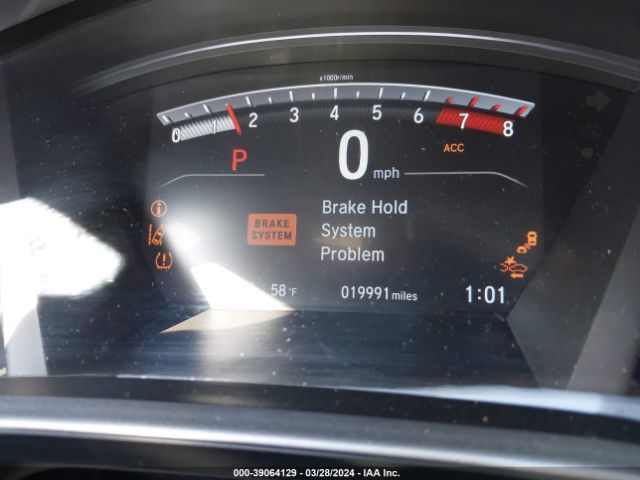 x1000r/min
0 1 2 3 4 5 6 7 8
P 0 mph ACC
Brake Hold
BRAKE
SYSTEM
System
Problem
58°F 019991 miles 1:01
000-39064129 | 03/28/2024 | IAA Inc.